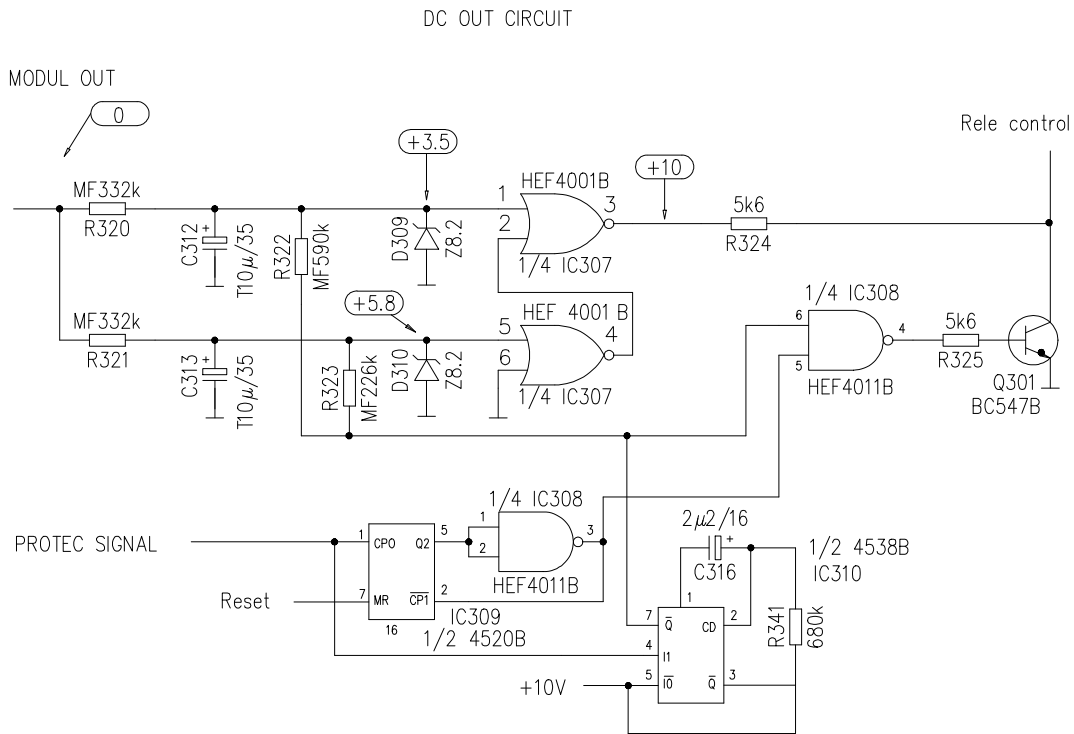 DC OUT CIRCUIT
MODUL OUT
0
Rele control
+3.5
+10
MF332k
R320
HEF4001B
1
2
3
1/4 IC307
5k6
R324
C312
+
T10µ/35
R322
MF590k
D309
Z8.2
+5.8
MF332k
R321
HEF 4001 B
5
6
4
1/4 IC307
C313
+
T10µ/35
R323
MF226k
D310
Z8.2
1/4 IC308
6
5
4
HEF4011B
5k6
R325
Q301
BC547B
1/4 IC308
1
2
3
HEF4011B
PROTEC SIGNAL
1
CPO
Q2
5
Reset
7
MR
CP1
2
16
IC309
1/2 4520B
2µ2/16
+
C316
1/2 4538B
IC310
1
7
Q
CD
2
4
I1
5
I0
Q
3
R341
680k
+10V